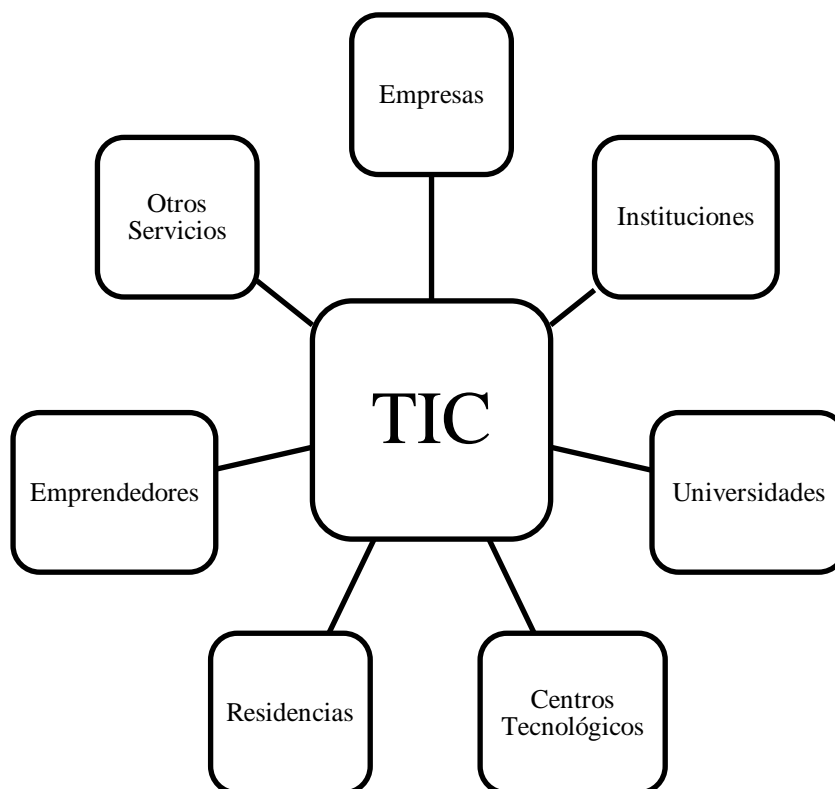 Empresas
Otros
Servicios
Instituciones
TIC
Emprendedores
Universidades
Residencias
Centros
Tecnológicos